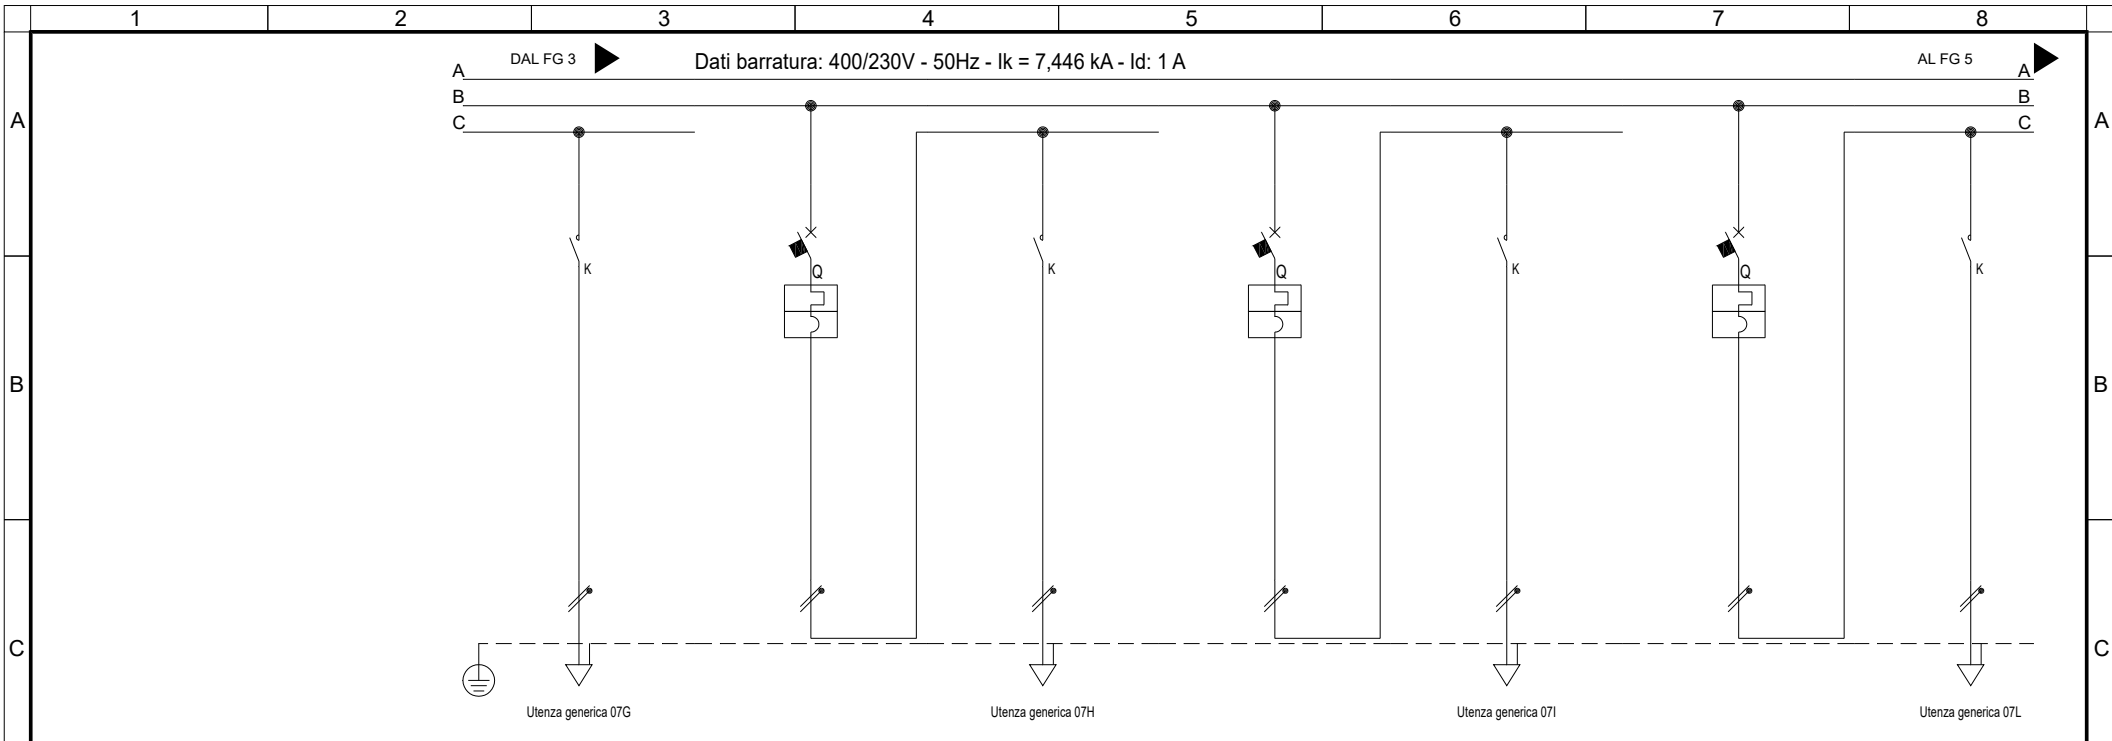 1 2 3 4 5 6 7 8
DAL FG 3 Dati barratura: 400/230V - 50Hz - Ik = 7,446 kA - Id: 1 A AL FG 5
A A
B B
C C
A A
K Q K Q K Q K
B B
C C
Utenza generica 07G Utenza generica 07H Utenza generica 07I Utenza generica 07L